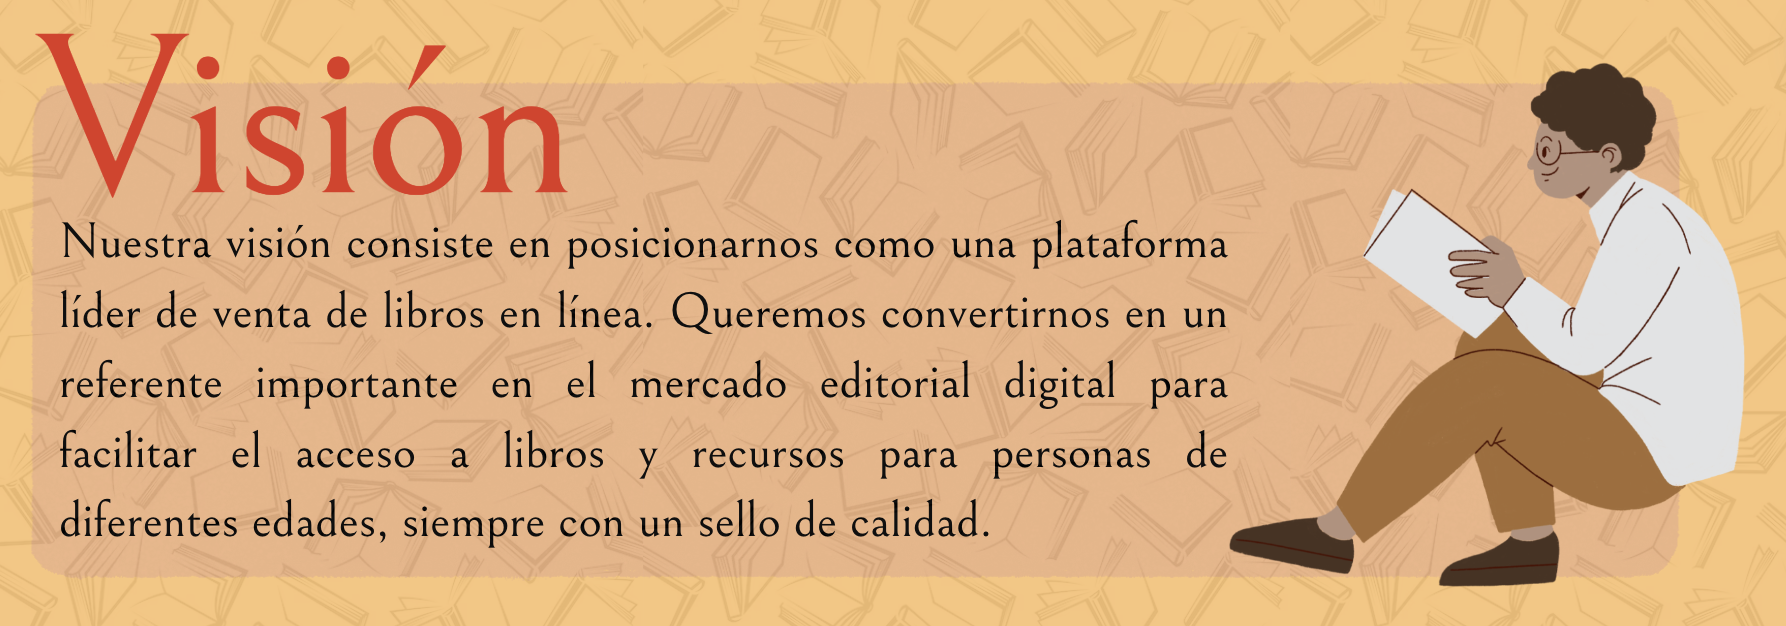 Visión
Nuestra visión consiste en posicionarnos como una plataforma
líder de venta de libros en línea. Queremos convertirnos en un
referente importante en el mercado editorial digital para
facilitar el acceso a libros y recursos para personas de
diferentes edades, siempre con un sello de calidad.